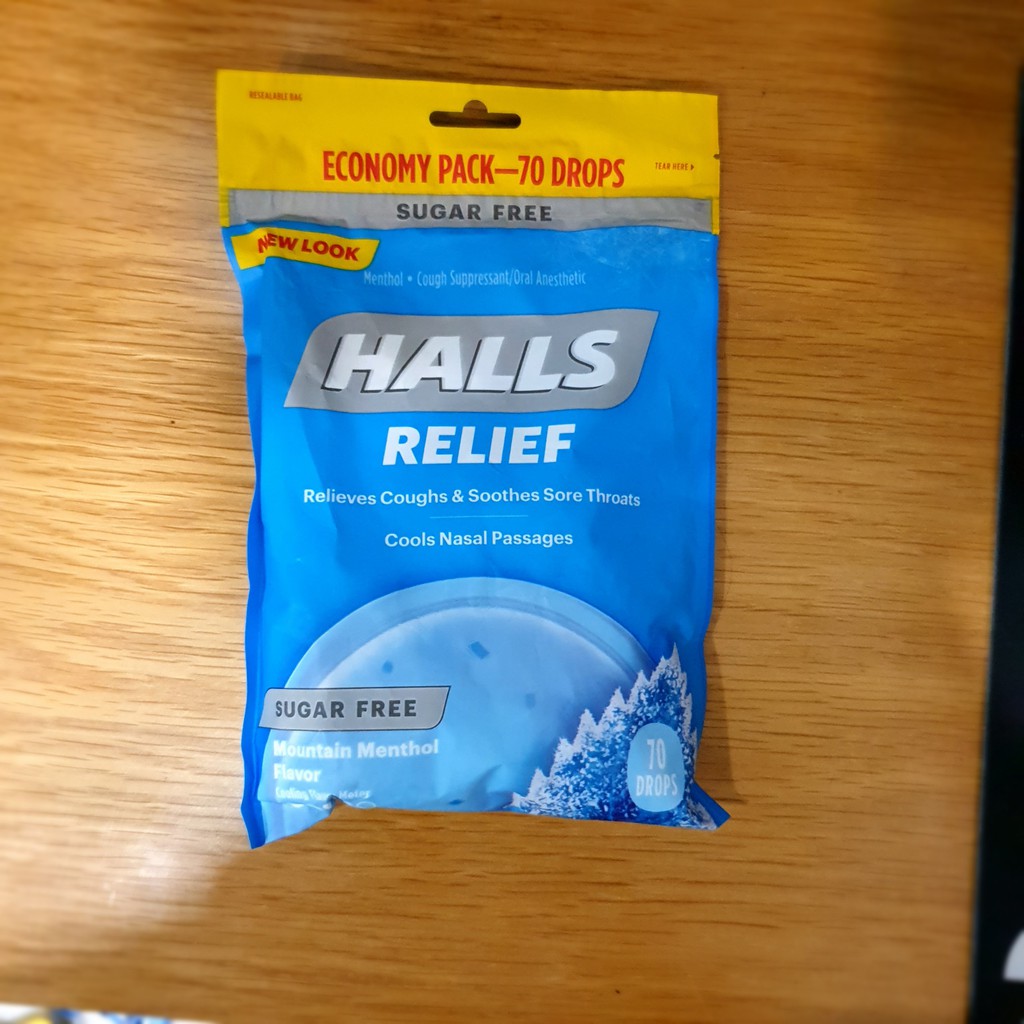 RESEALABLE BAG
ECONOMY PACK—70 DROPS
TEAR HERE
SUGAR FREE
NEW LOOK
Menthol • Cough Suppressant/Oral Anesthetic
HALLS
RELIEF
Relieves Coughs & Soothes Sore Throats
Cools Nasal Passages
SUGAR FREE
Mountain Menthol
Flavor
70
DROPS